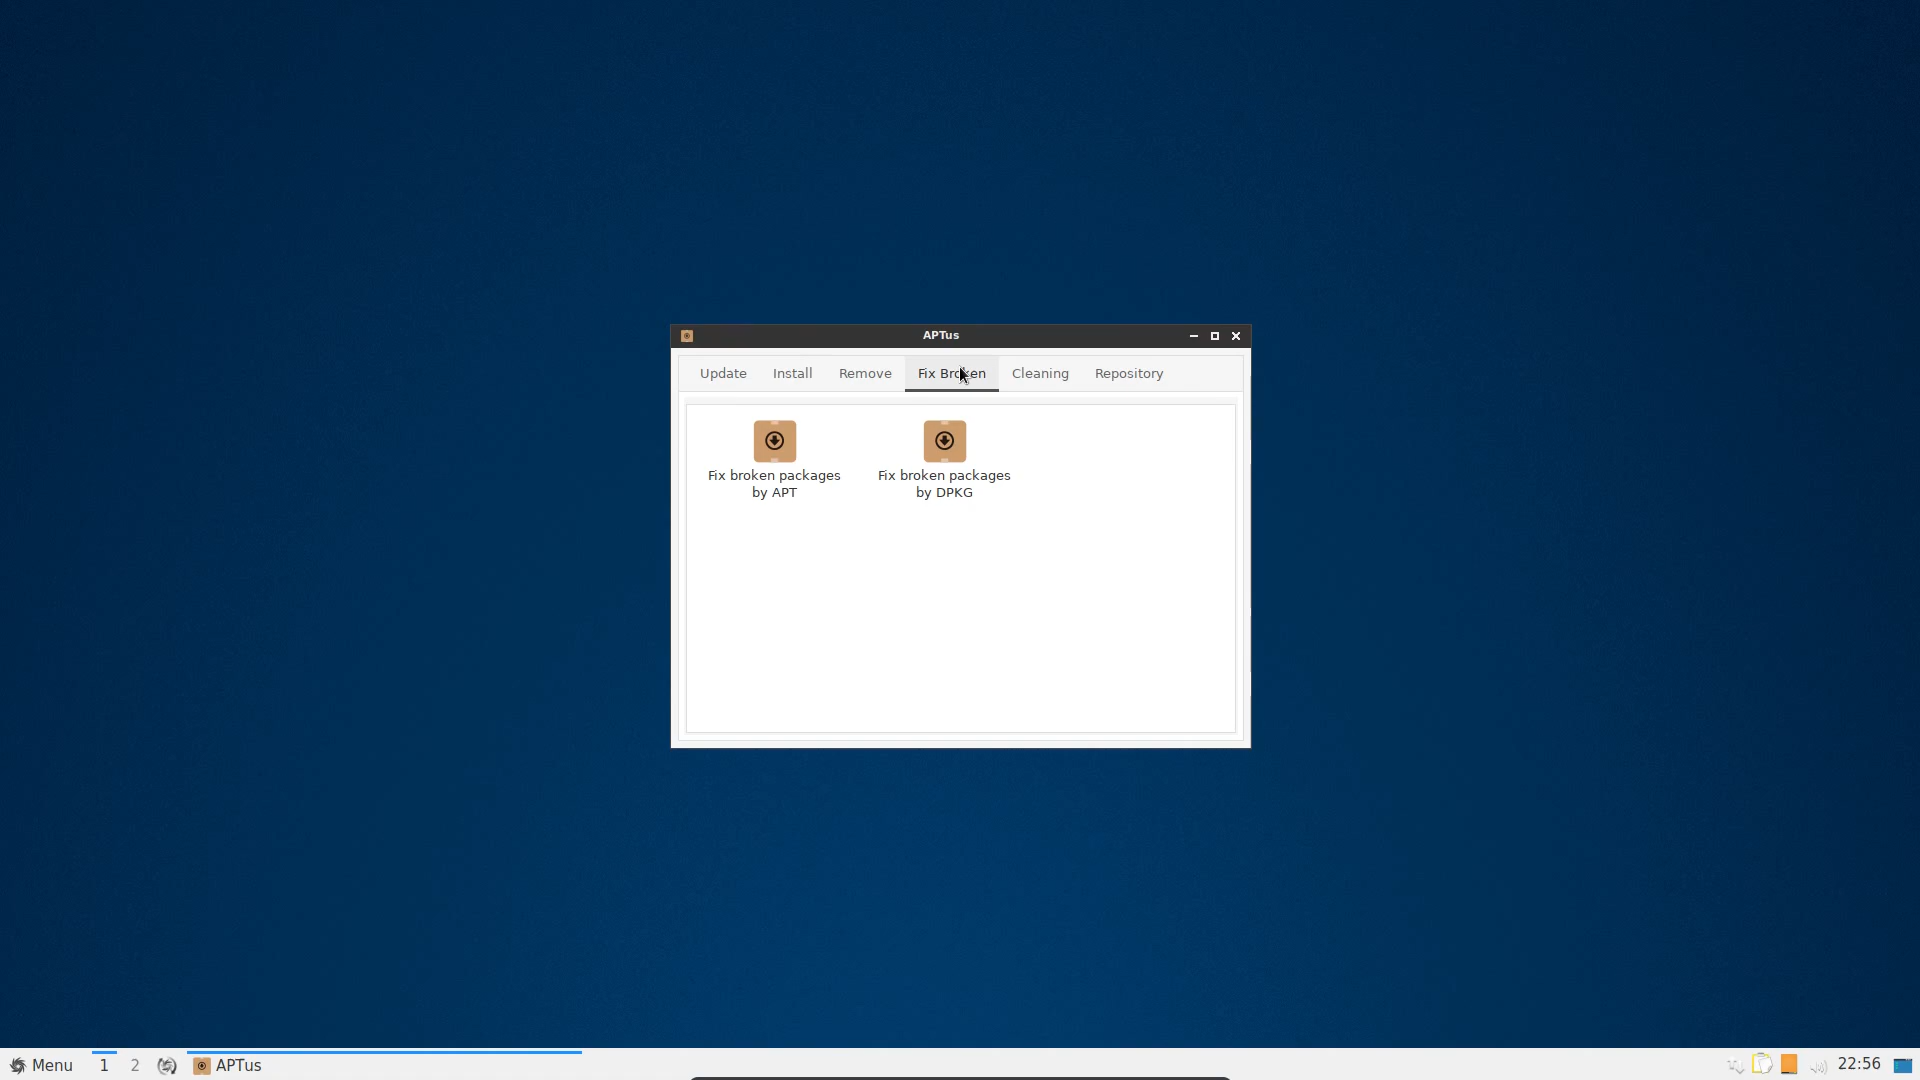 APTus
Update Install Remove Fix Broken Cleaning Repository
Fix broken packages by APT
Fix broken packages by DPKG
Menu 1 2 APTus 22:56